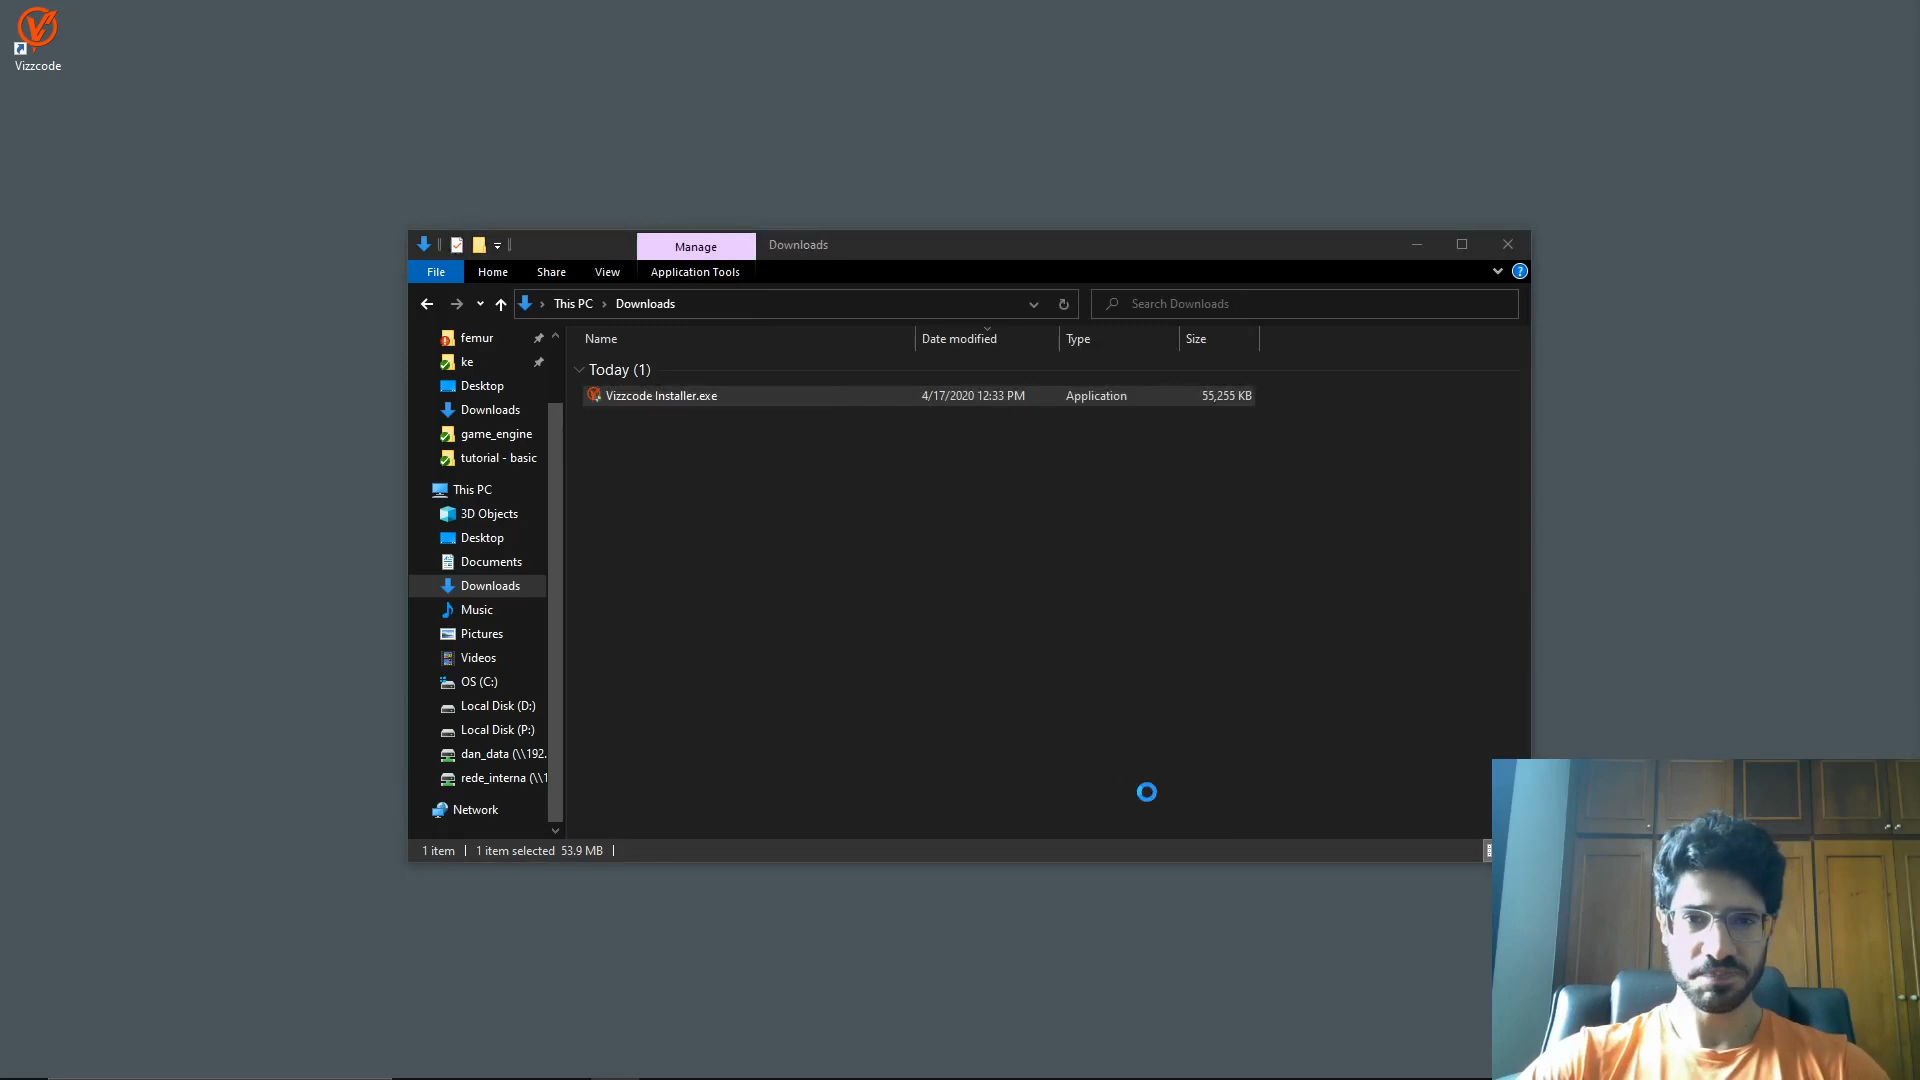 Vizzcode
Manage Downloads
File Home Share View Application Tools
This PC Downloads Search Downloads
Name Date modified Type Size
Today (1)
Vizzcode Installer.exe 4/17/2020 12:33 PM Application 55,255 KB
femur
ke
Desktop
Downloads
game_engine
tutorial - basic
This PC
3D Objects
Desktop
Documents
Downloads
Music
Pictures
Videos
OS (C:)
Local Disk (D:)
Local Disk (P:)
dan_data (\\192.
rede_interna (\\1
Network
1 item 1 item selected 53.9 MB